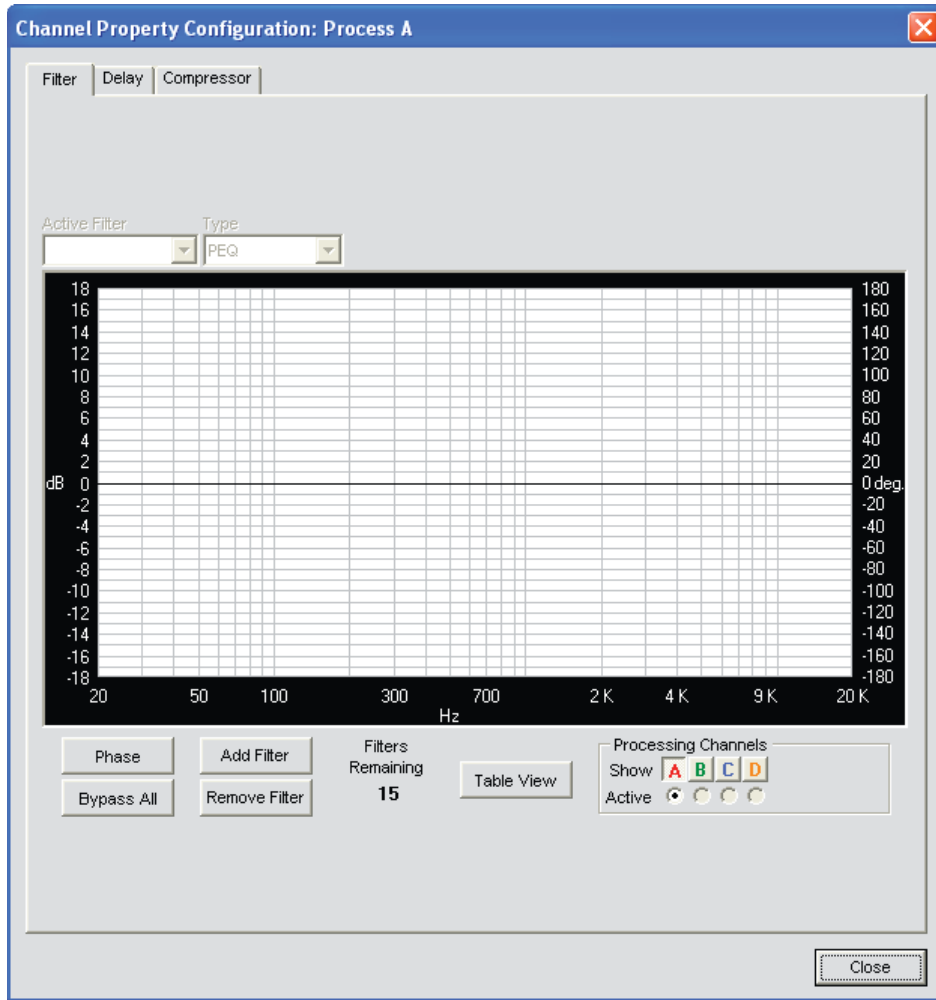 Channel Property Configuration: Process A
Filter Delay Compressor
Active Filter Type
PEQ
18 180
16 160
14 140
12 120
10 100
8 80
6 60
4 40
2 20
dB 0 0 deg.
-2 -20
-4 -40
-6 -60
-8 -80
-10 -100
-12 -120
-14 -140
-16 -160
-18 -180
20 50 100 300 700 2 K 4 K 9 K 20 K
Hz
Phase Add Filter Filters Remaining 15 Table View
Bypass All Remove Filter
Processing Channels
Show A B C D
Active
Close